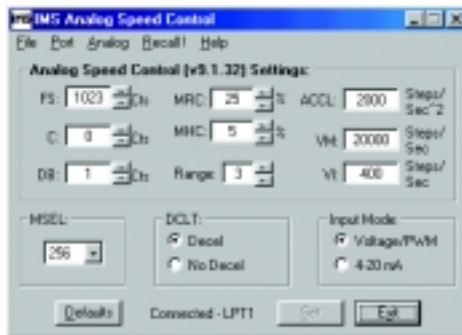 IMS Analog Speed Control
File Port Analog Recall! Help
Analog Speed Control (v9.1.32) Settings:
FS: 1023 Cts MRC: 25 % ACCL: 2000 Steps/Sec^2
C: 0 Cts MHC: 5 % VM: 20000 Steps/Sec
DB: 1 Cts Range: 3 VI: 400 Steps/Sec
MSEL: DCLT: Input Mode:
256 Decel Voltage/PWM
No Decel 4-20 mA
Defaults Connected - LPT1 Set Exit